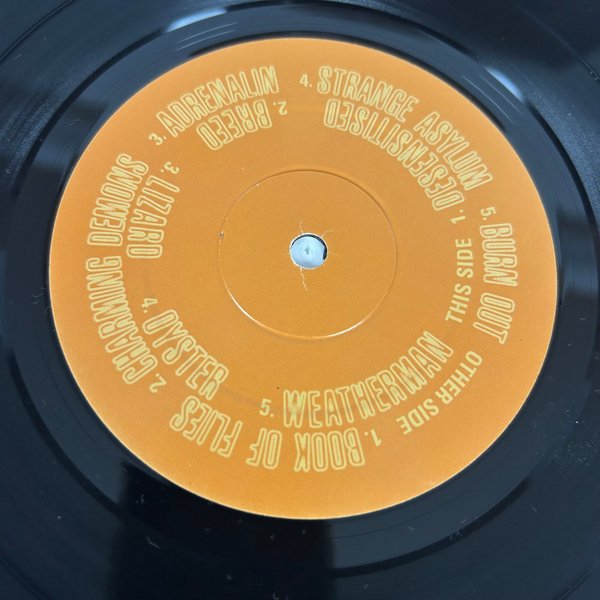 THIS SIDE
1. DESENSITISED
2. BREED
3. LIZARD
4. OYSTER
5. WEATHERMAN
OTHER SIDE
1. BOOK OF FLIES
2. CHARMING DEMONS
3. ADRENALIN
4. STRANGE ASYLUM
5. BURN OUT